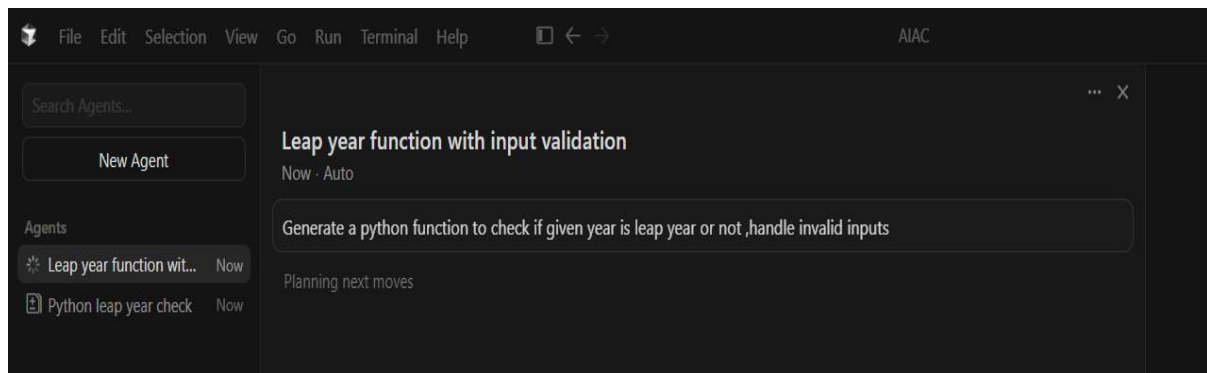 File Edit Selection View Go Run Terminal Help AIAC
Search Agents...
New Agent
Agents
Leap year function wit... Now
Python leap year check Now
Leap year function with input validation
Now · Auto
Generate a python function to check if given year is leap year or not ,handle invalid inputs
Planning next moves